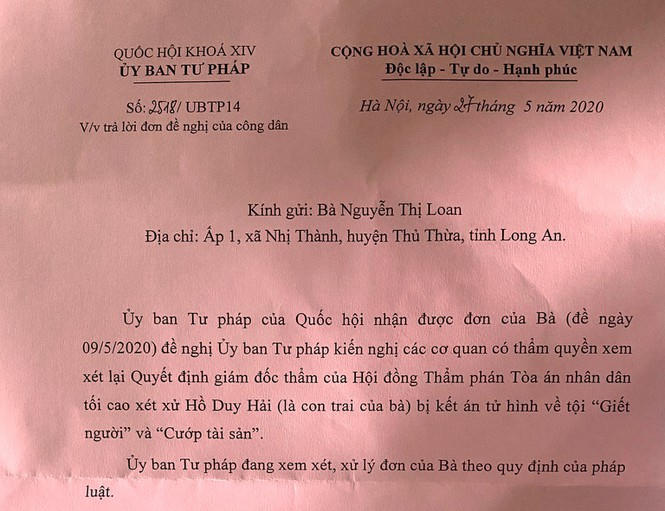 QUỐC HỘI KHOÁ XIV
ỦY BAN TƯ PHÁP
CỘNG HOÀ XÃ HỘI CHỦ NGHĨA VIỆT NAM
Độc lập - Tự do - Hạnh phúc
Số: 2518/ UBTP14
V/v trả lời đơn đề nghị của công dân
Hà Nội, ngày 27 tháng 5 năm 2020
Kính gửi: Bà Nguyễn Thị Loan
Địa chỉ: Ấp 1, xã Nhị Thành, huyện Thủ Thừa, tỉnh Long An.
Ủy ban Tư pháp của Quốc hội nhận được đơn của Bà (đề ngày
09/5/2020) đề nghị Ủy ban Tư pháp kiến nghị các cơ quan có thẩm quyền xem
xét lại Quyết định giám đốc thẩm của Hội đồng Thẩm phán Tòa án nhân dân
tối cao xét xử Hồ Duy Hải (là con trai của bà) bị kết án tử hình về tội “Giết
người” và “Cướp tài sản”.
Ủy ban Tư pháp đang xem xét, xử lý đơn của Bà theo quy định của pháp
luật.